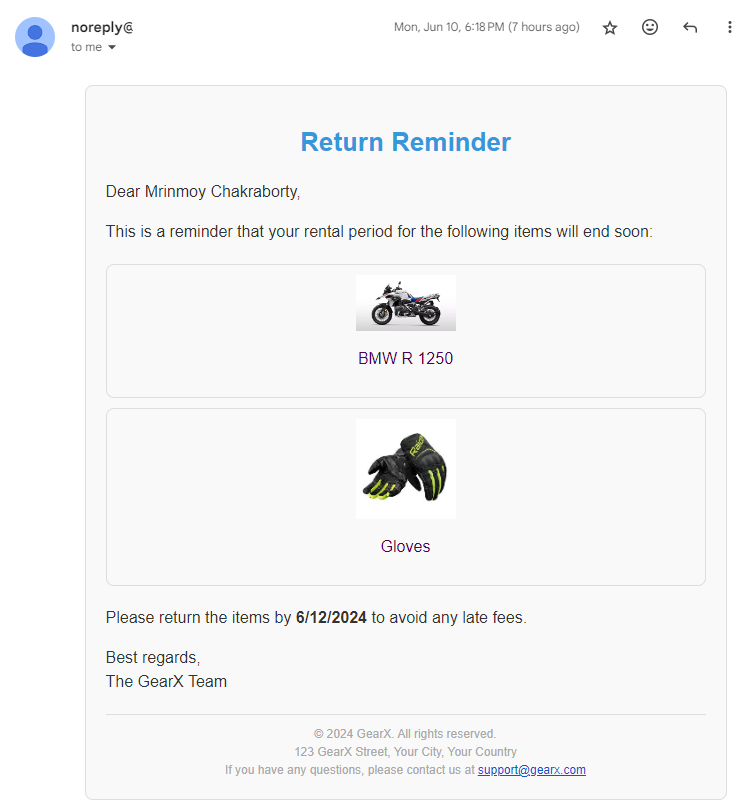 noreply@
Mon, Jun 10, 6:18 PM (7 hours ago)
to me
Return Reminder
Dear Mrinmoy Chakraborty,
This is a reminder that your rental period for the following items will end soon:
BMW R 1250
Gloves
Please return the items by 6/12/2024 to avoid any late fees.
Best regards,
The GearX Team
© 2024 GearX. All rights reserved.
123 GearX Street, Your City, Your Country
If you have any questions, please contact us at support@gearx.com